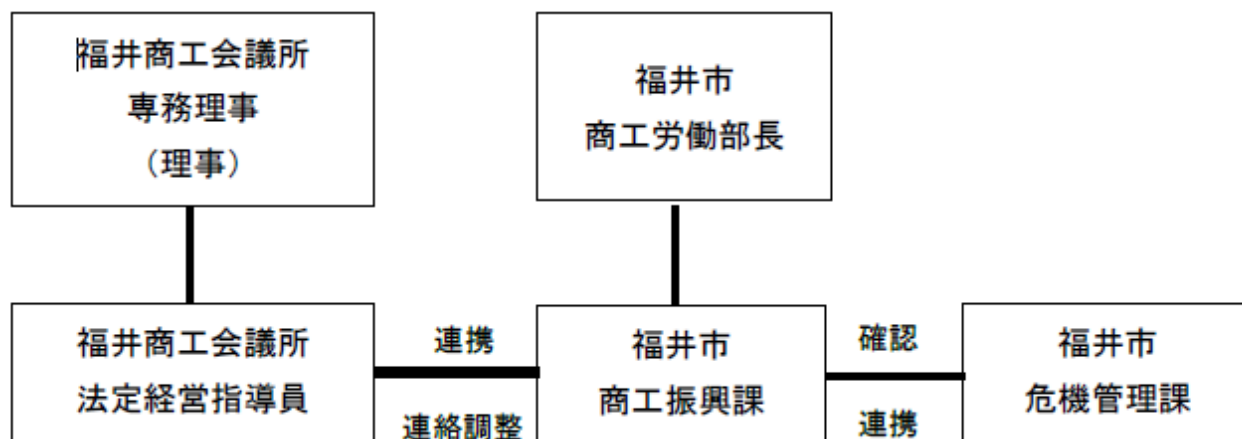 福井商工会議所
専務理事
（理事）
福井市
商工労働部長
福井商工会議所
法定経営指導員
連携
連絡調整
福井市
商工振興課
確認
連携
福井市
危機管理課